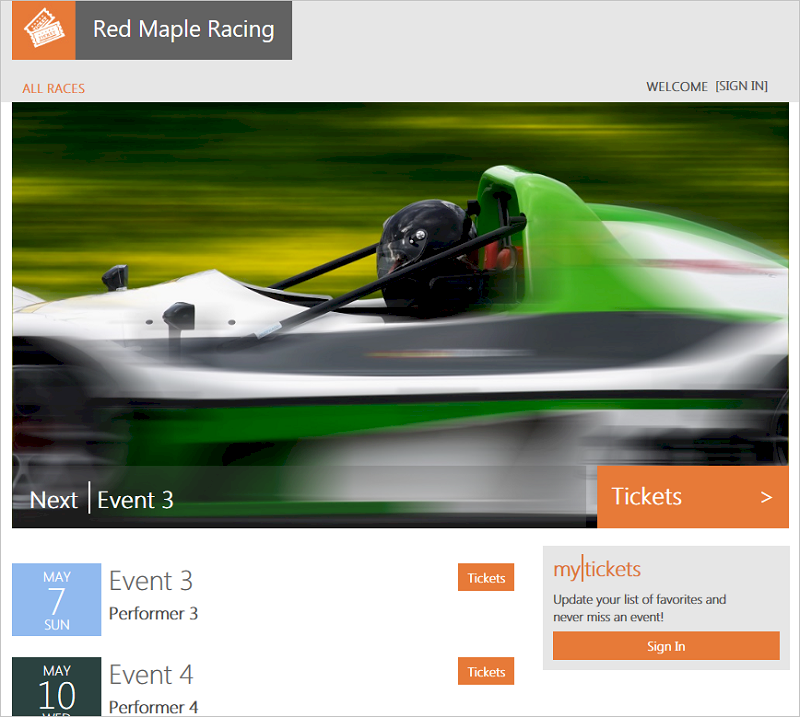 Red Maple Racing
ALL RACES
WELCOME [SIGN IN]
Next Event 3
Tickets >
MAY
7
SUN
Event 3
Performer 3
Tickets
my|tickets
Update your list of favorites and
never miss an event!
Sign In
MAY
10
WED
Event 4
Performer 4
Tickets